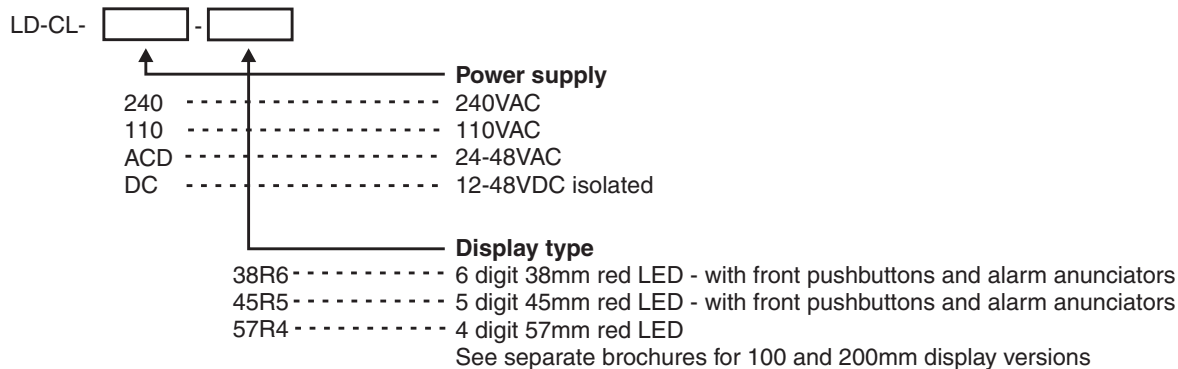 LD-CL- -
Power supply
240 240VAC
110 110VAC
ACD 24-48VAC
DC 12-48VDC isolated
Display type
38R6 6 digit 38mm red LED - with front pushbuttons and alarm anunciators
45R5 5 digit 45mm red LED - with front pushbuttons and alarm anunciators
57R4 4 digit 57mm red LED
See separate brochures for 100 and 200mm display versions